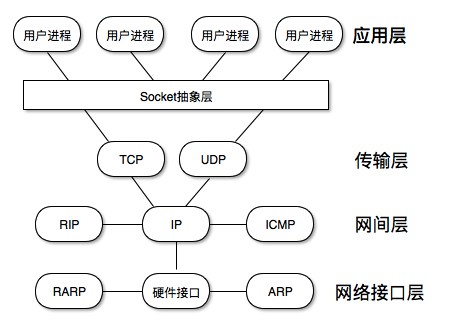 用户进程 用户进程 用户进程 用户进程 应用层
Socket抽象层
TCP UDP 传输层
RIP IP ICMP 网间层
RARP 硬件接口 ARP 网络接口层